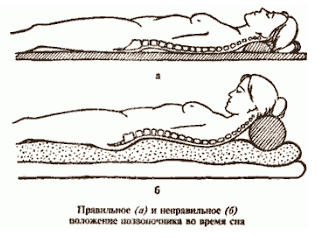 а
б
Правильное (а) и неправильное (б)
положение позвоночника во время сна